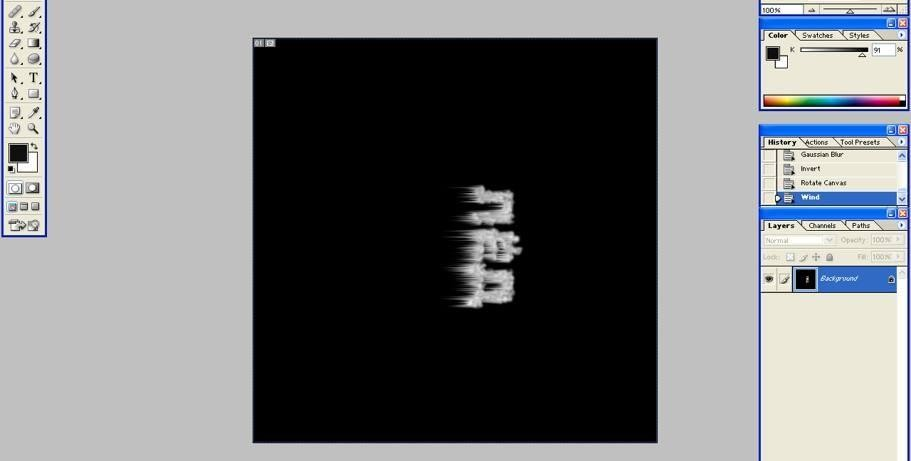 01
100%
Color Swatches Styles
K 91 %
History Actions Tool Presets
Gaussian Blur
Invert
Rotate Canvas
Wind
Layers Channels Paths
Normal Opacity: 100%
Lock: Fill: 100%
Background
T